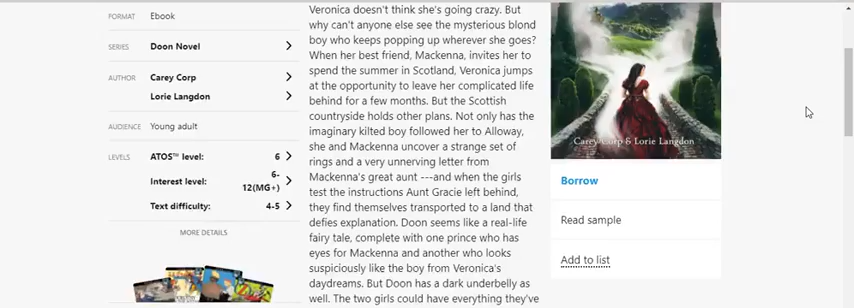 FORMAT Ebook
SERIES Doon Novel
AUTHOR Carey Corp
Lorie Langdon
AUDIENCE Young adult
LEVELS ATOS™ level: 6
Interest level: 6-
12(MG+)
Text difficulty: 4-5
MORE DETAILS
Veronica doesn't think she's going crazy. But
why can't anyone else see the mysterious blond
boy who keeps popping up wherever she goes?
When her best friend, Mackenna, invites her to
spend the summer in Scotland, Veronica jumps
at the opportunity to leave her complicated life
behind for a few months. But the Scottish
countryside holds other plans. Not only has the
imaginary kilted boy followed her to Alloway,
she and Mackenna uncover a strange set of
rings and a very unnerving letter from
Mackenna's great aunt ---and when the girls
test the instructions Aunt Gracie left behind,
they find themselves transported to a land that
defies explanation. Doon seems like a real-life
fairy tale, complete with one prince who has
eyes for Mackenna and another who looks
suspiciously like the boy from Veronica's
daydreams. But Doon has a dark underbelly as
well. The two girls could have everything they've
Carey Corp & Lorie Langdon
Borrow
Read sample
Add to list